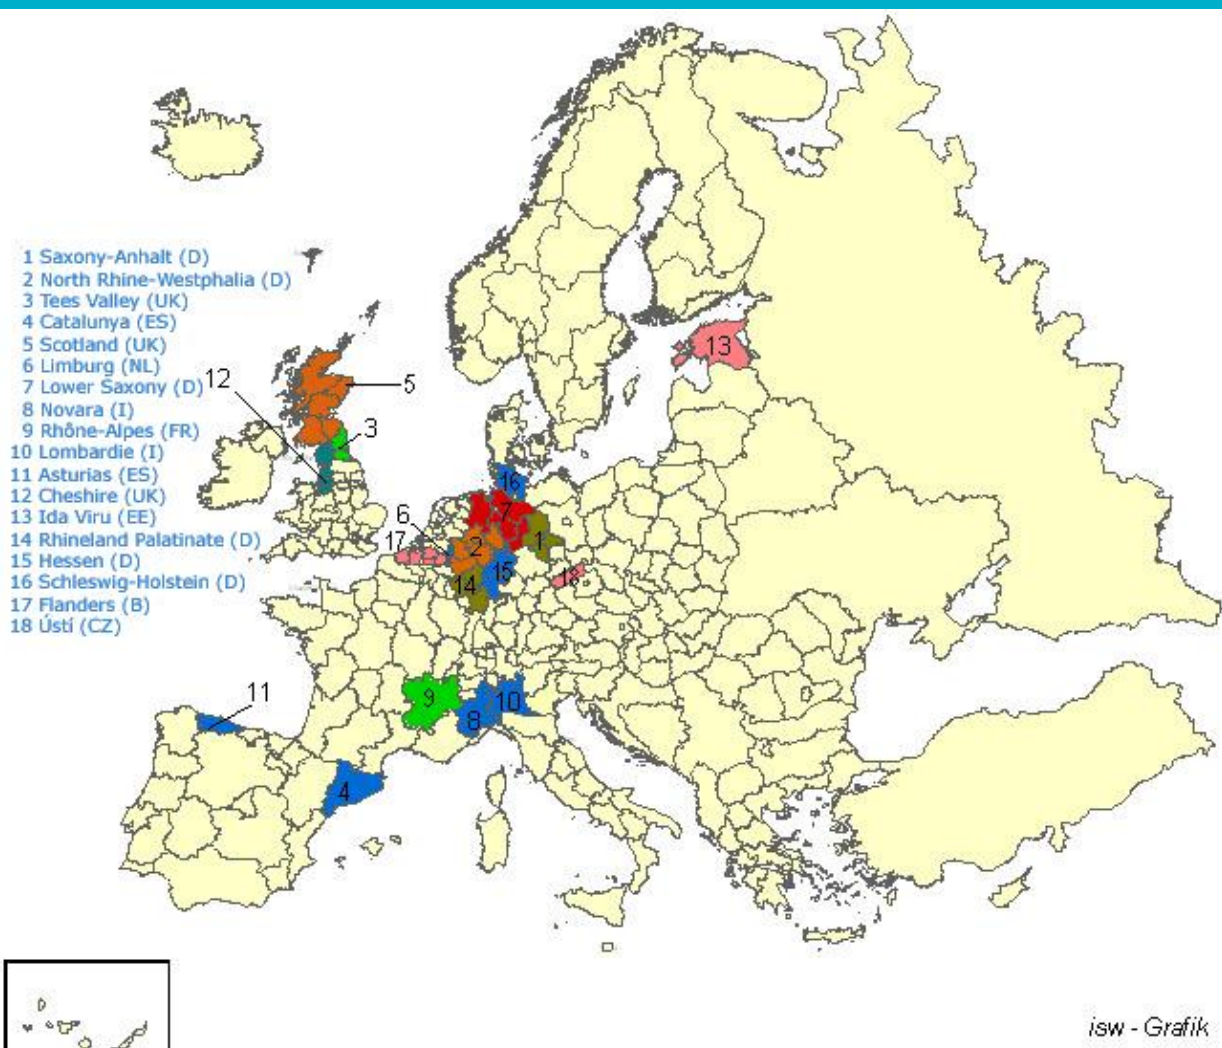 1 Saxony-Anhalt (D)
2 North Rhine-Westphalia (D)
3 Tees Valley (UK)
4 Catalunya (ES)
5 Scotland (UK)
6 Limburg (NL)
7 Lower Saxony (D)
8 Novara (I)
9 Rhône-Alpes (FR)
10 Lombardie (I)
11 Asturias (ES)
12 Cheshire (UK)
13 Ida Viru (EE)
14 Rhineland Palatinate (D)
15 Hessen (D)
16 Schleswig-Holstein (D)
17 Flanders (B)
18 Ústí (CZ)
13
12
5
3
16
7
6
17
2
1
15
14
18
9
10
8
11
4
isw - Grafik